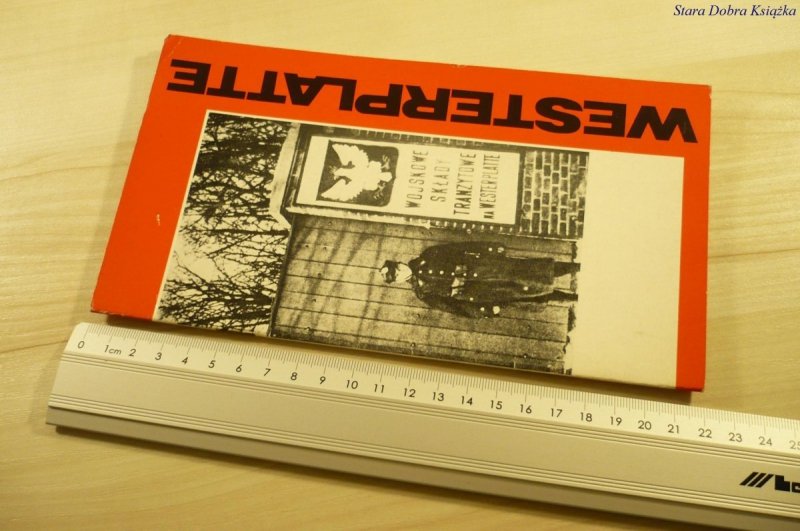 Stara Dobra Książka
WESTERPLATTE
WOJSKOWE
SKŁADY
TRANZYTOWE
NA WESTERPLATTE
0 1cm 2 3 4 5 6 7 8 9 10 11 12 13 14 15 16 17 18 19 20 21 22 23 24 25